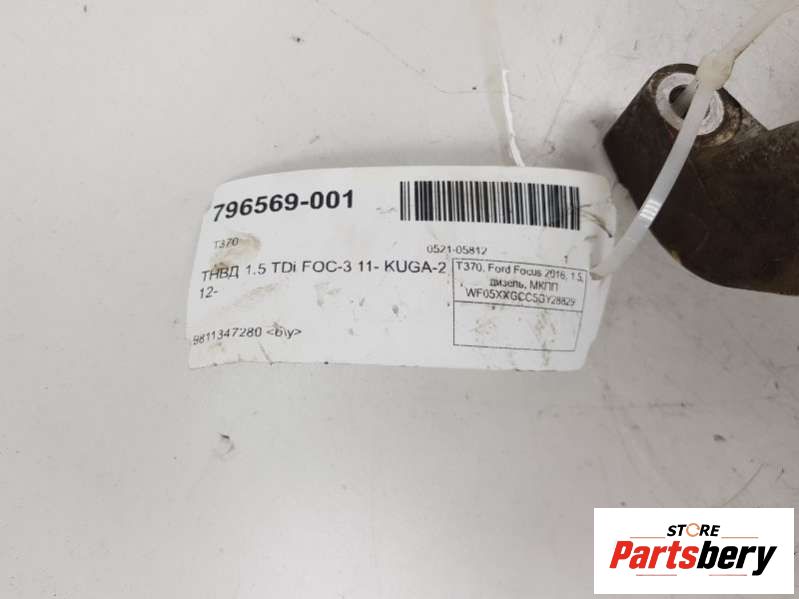 796569-001
T370
0521-05812 1
ТНВД 1.5 TDi FOC-3 11- KUGA-2
12-
T370, Ford Focus 2016, 1.5,
дизель, МКПП
WF05XXGCC5GY28829
9811347280 <b\y>
STORE
Partsbery